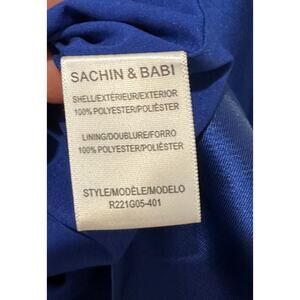 SACHIN & BABI
SHELL/EXTÉRIEUR/EXTERIOR
100% POLYESTER/POLIÉSTER
LINING/DOUBLURE/FORRO
100% POLYESTER/POLIÉSTER
STYLE/MODÈLE/MODELO
R221G05-401